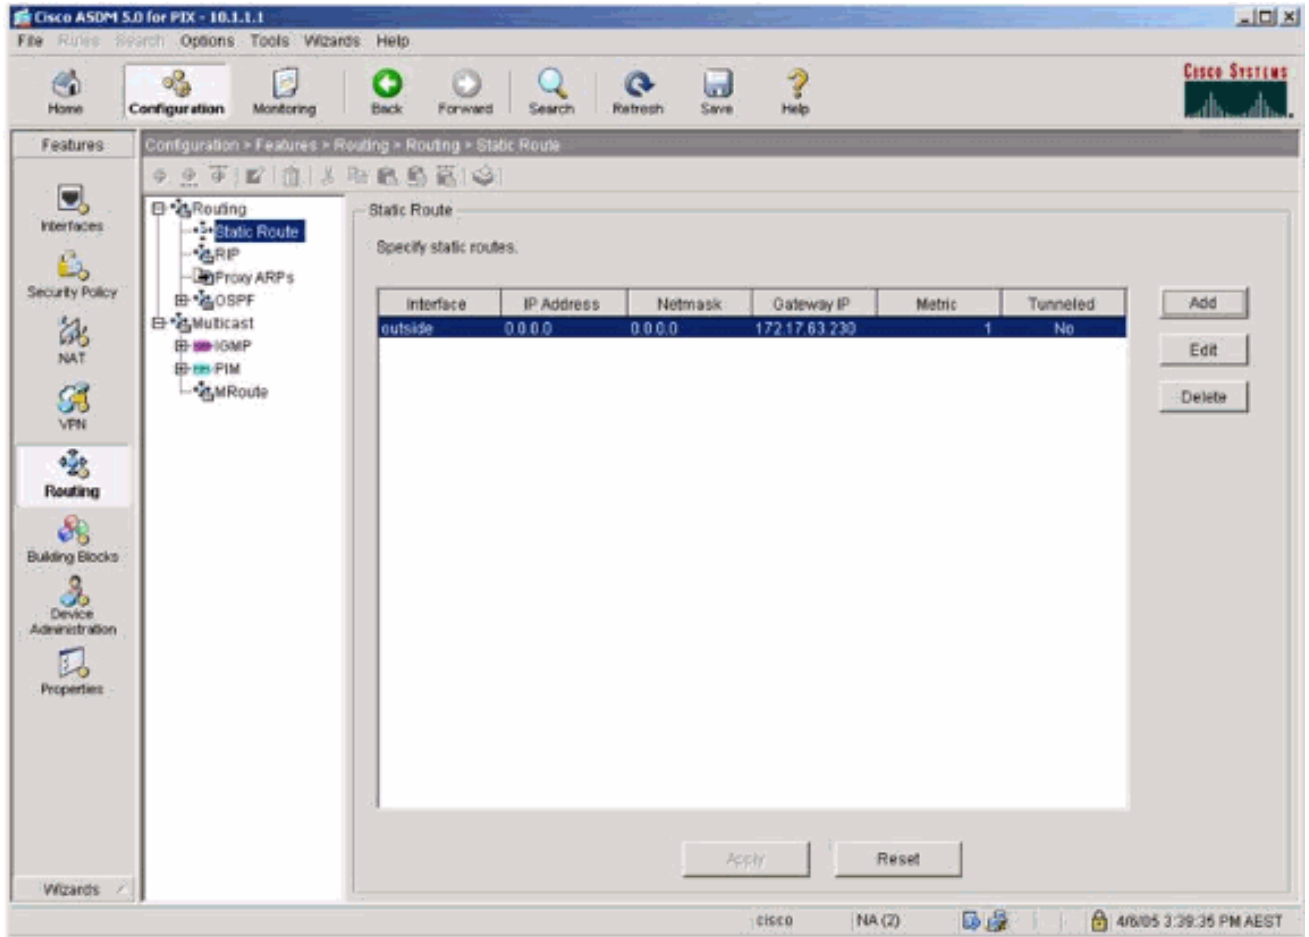 Cisco ASDM 5.0 for PIX - 10.1.1.1
File Rules Search Options Tools Wizards Help
Home Configuration Monitoring Back Forward Search Refresh Save Help
CISCO SYSTEMS
Features
Configuration > Features > Routing > Routing > Static Route
Interfaces
Security Policy
NAT
VPN
Routing
Building Blocks
Device
Administration
Properties
Wizards
Routing
Static Route
RIP
Proxy ARPs
OSPF
Multicast
IGMP
PIM
MRoute
Static Route
Specify static routes.
Interface IP Address Netmask Gateway IP Metric Tunneled
outside 0.0.0.0 0.0.0.0 172.17.63.230 1 No
Add
Edit
Delete
Apply Reset
cisco NA (2) 4/6/05 3:39:35 PM AEST